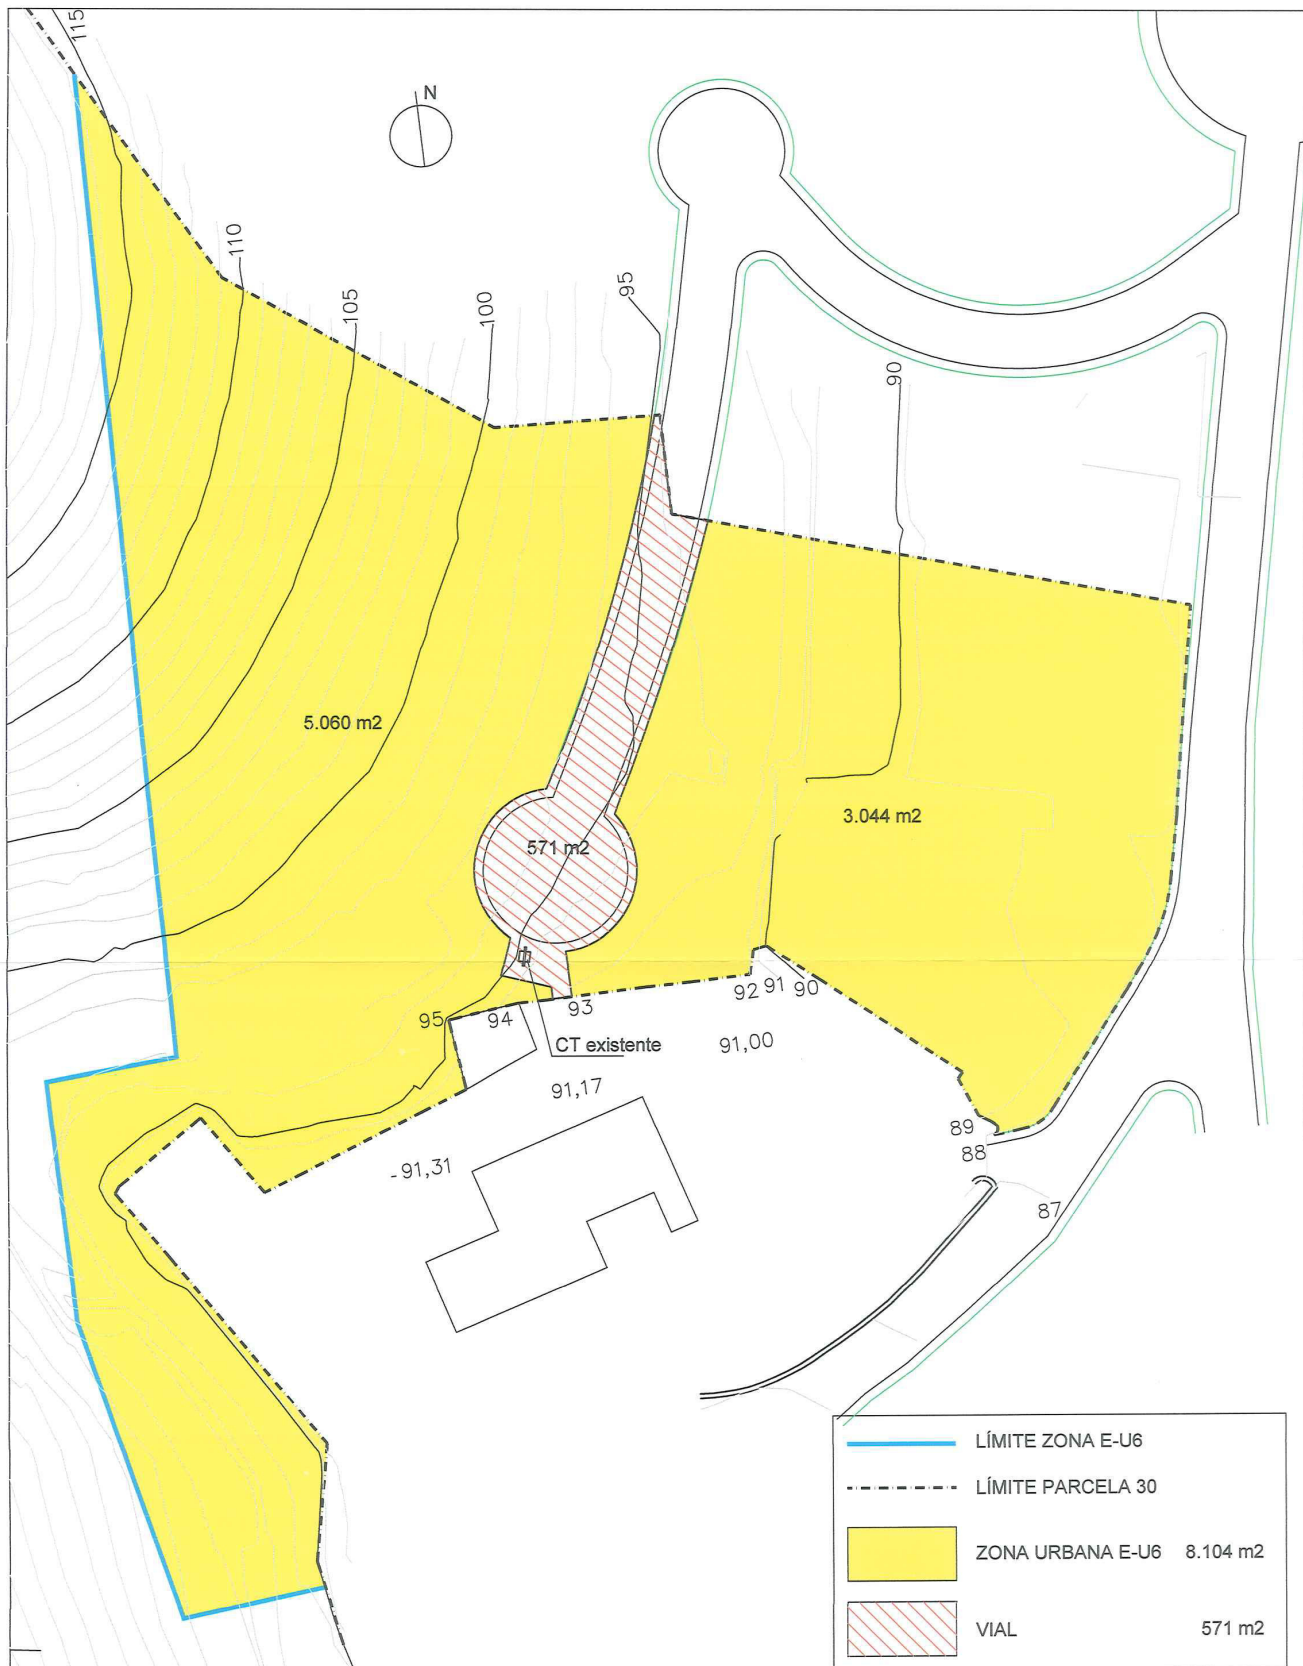 115
N
110
105
100
95
90
5.060 m2
3.044 m2
571 m2
95
94
93
92
91
90
CT existente
91,00
91,17
-91,31
89
88
87
LÍMITE ZONA E-U6
LÍMITE PARCELA 30
ZONA URBANA E-U6 8.104 m2
VIAL 571 m2